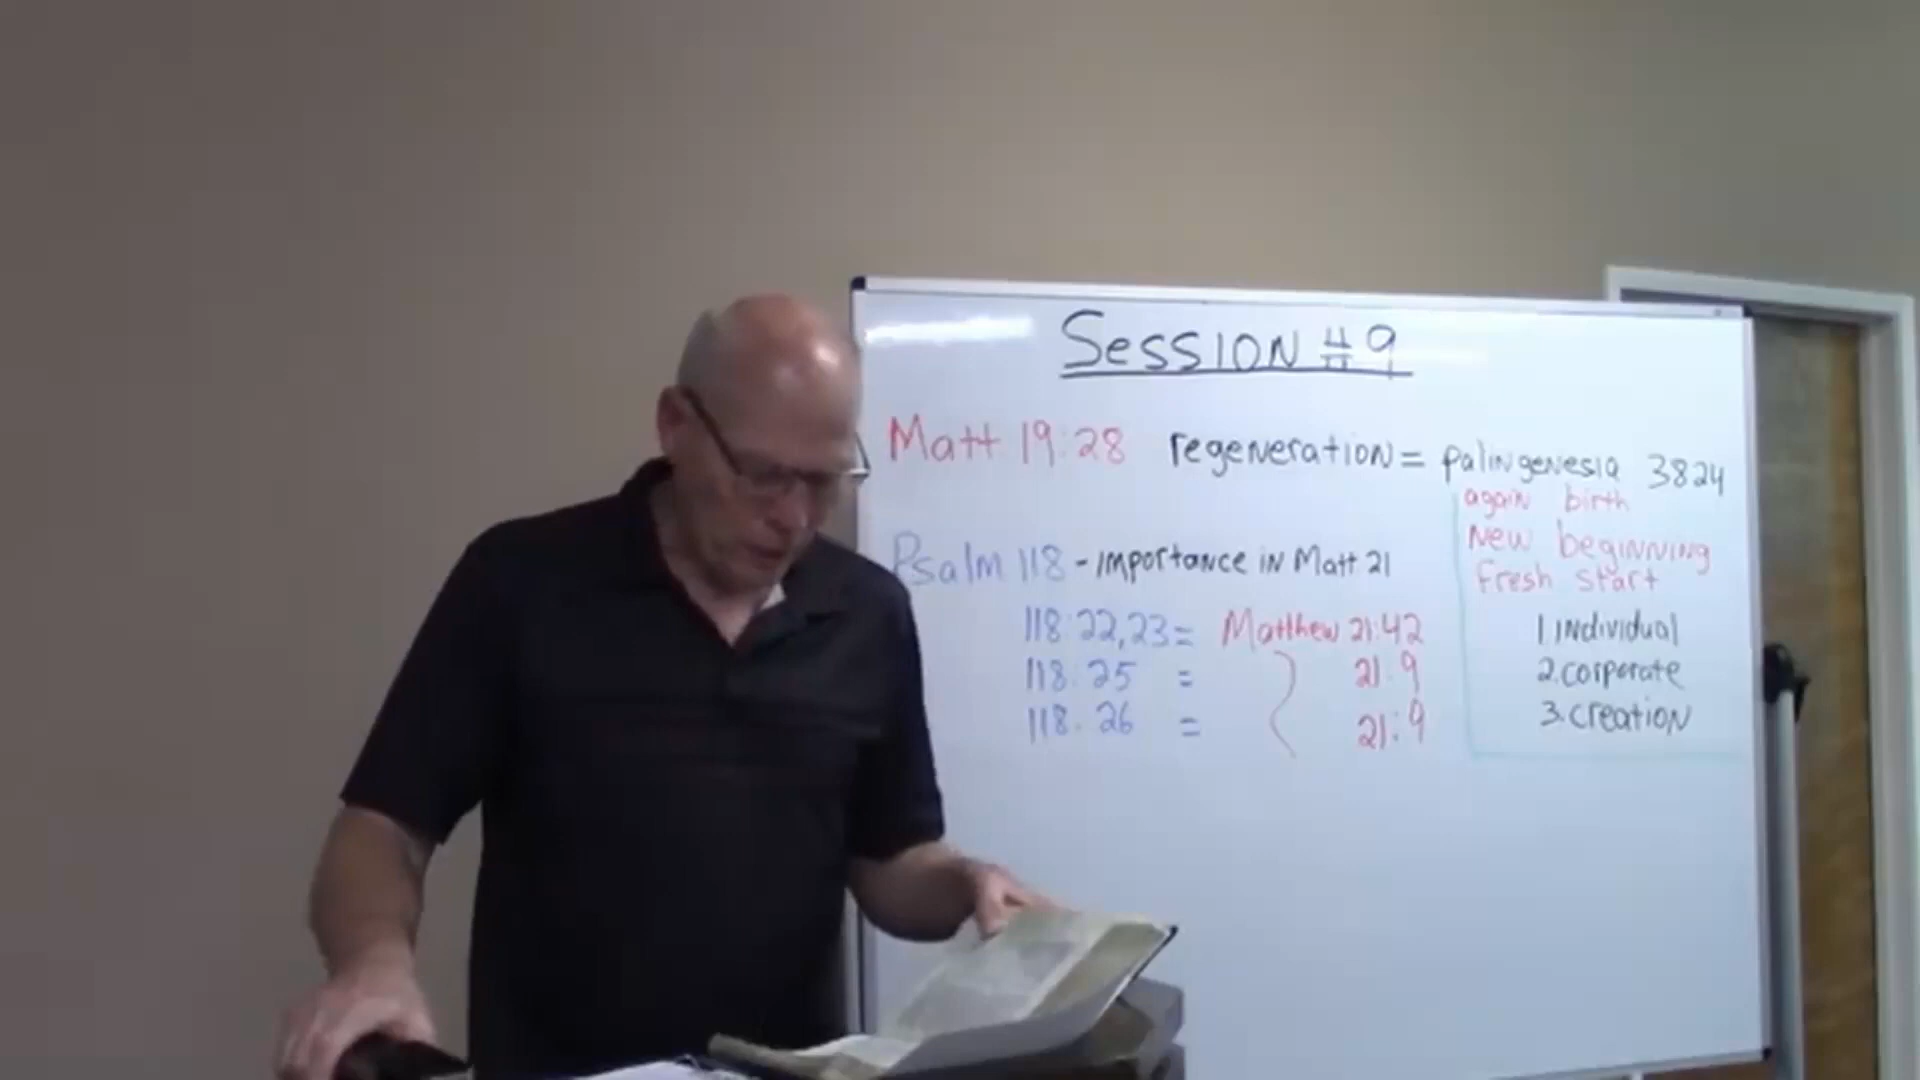 Session #9
Matt 19:28 regeneration = palingenesia 3824
again birth
New beginning
Fresh start
1 individual
2. corporate
3. creation
Psalm 118 - importance in Matt 21
118:22,23 = Matthew 21:42
118:25 = 21:9
118:26 = 21:9